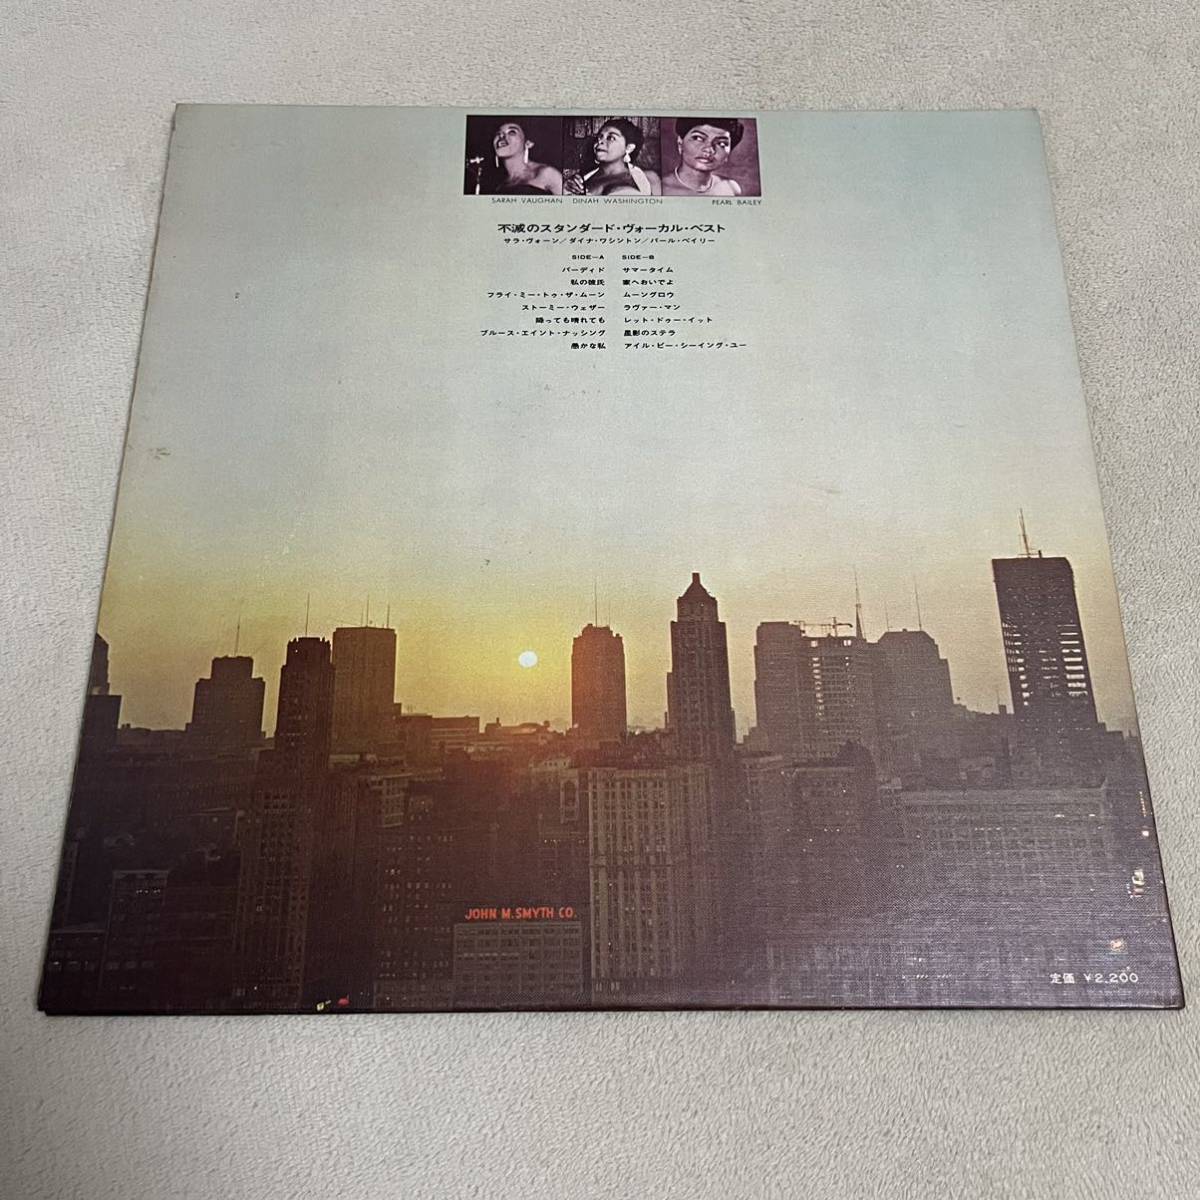 SARAH VAUGHAN DINAH WASHINGTON PEARL BAILEY
不滅のスタンダード・ヴォーカル・ベスト
サラ・ヴォーン／ダイナ・ワシントン／パール・ベイリー
SIDE—A SIDE—B
パーディド サマータイム
私の彼氏 家へおいでよ
フライ・ミー・トゥ・ザ・ムーン ムーングロウ
ストーミー・ウェザー ラヴァー・マン
降っても晴れても レット・ドゥー・イット
ブルース・エイント・ナッシング 星影のステラ
愚かな私 アイル・ビー・シーイング・ユー
JOHN M. SMYTH CO.
定価 ￥2,200